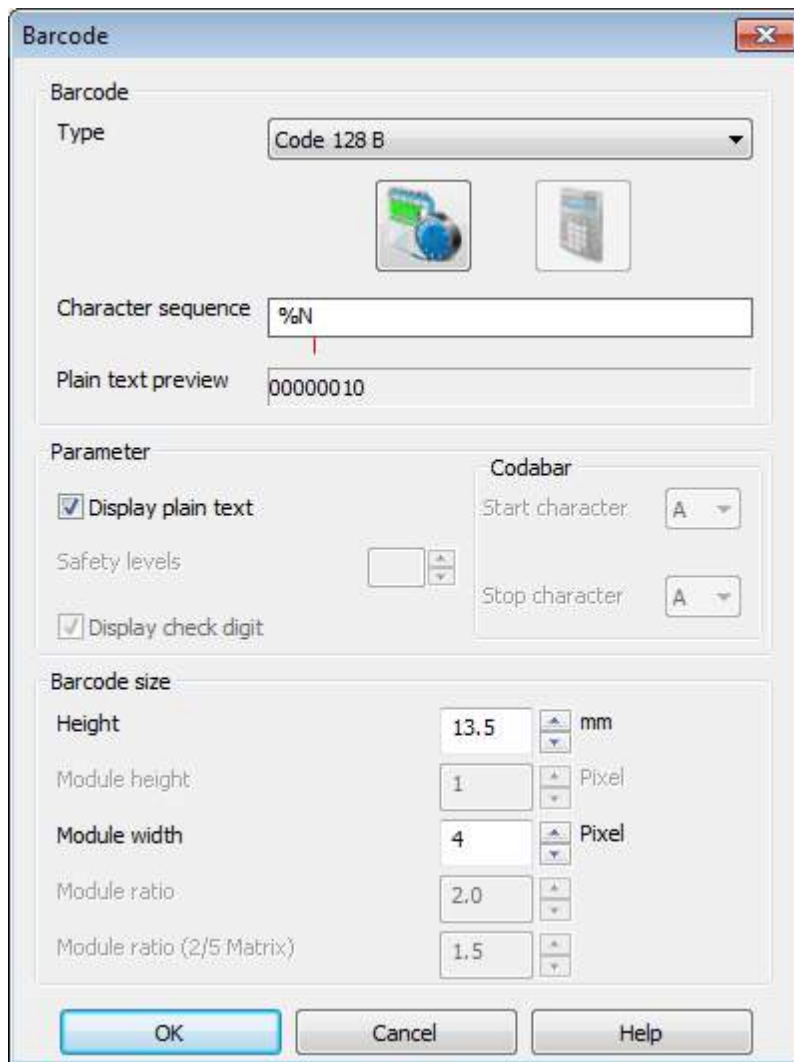 Barcode
Barcode
Type Code 128 B
Character sequence %N
Plain text preview 00000010
Parameter
Codabar
Display plain text Start character A
Safety levels
Stop character A
Display check digit
Barcode size
Height 13.5 mm
Module height 1 Pixel
Module width 4 Pixel
Module ratio 2.0
Module ratio (2/5 Matrix) 1.5
OK Cancel Help